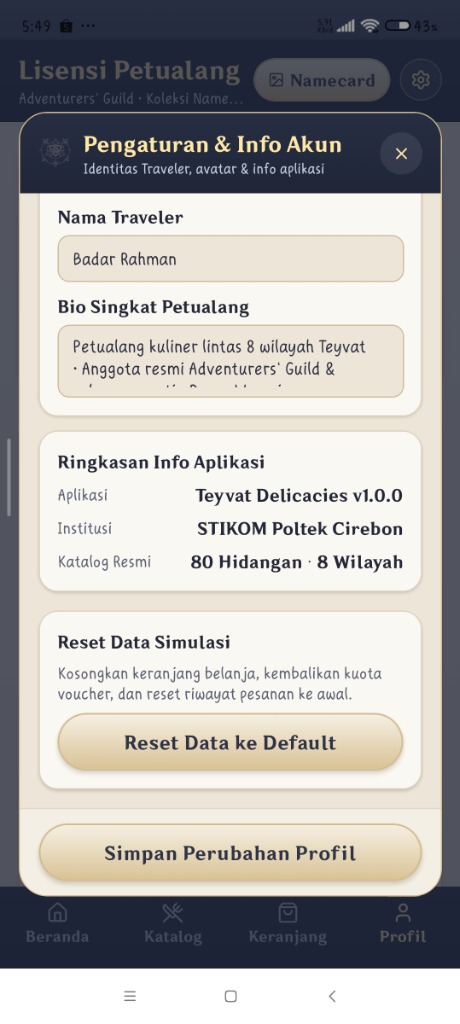 5:49
43%
Lisensi Petualang
Namecard
Adventurers' Guild · Koleksi Name...
Pengaturan & Info Akun
Identitas Traveler, avatar & info aplikasi
Nama Traveler
Badar Rahman
Bio Singkat Petualang
Petualang kuliner lintas 8 wilayah Teyvat
· Anggota resmi Adventurers' Guild &
Ringkasan Info Aplikasi
Aplikasi Teyvat Delicacies v1.0.0
Institusi STIKOM Poltek Cirebon
Katalog Resmi 80 Hidangan · 8 Wilayah
Reset Data Simulasi
Kosongkan keranjang belanja, kembalikan kuota
voucher, dan reset riwayat pesanan ke awal.
Reset Data ke Default
Simpan Perubahan Profil
Beranda Katalog Keranjang Profil